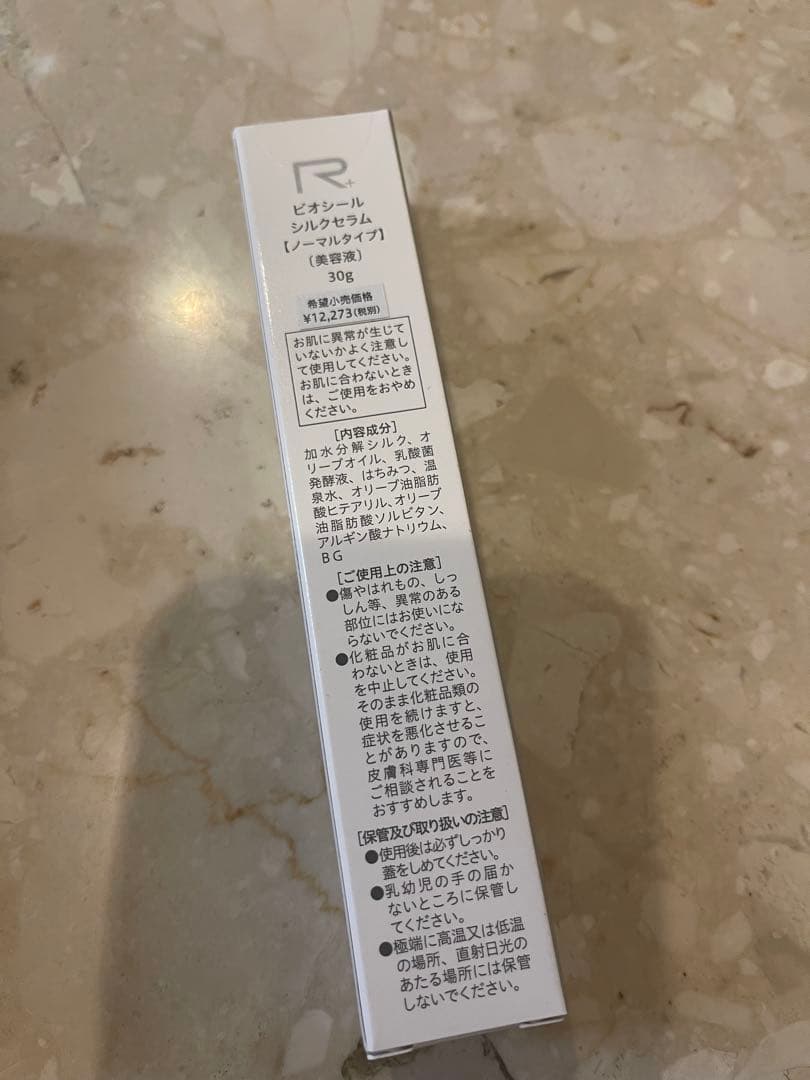 R+
ビオシール
シルクセラム
【ノーマルタイプ】
〔美容液〕
30g
希望小売価格
¥12,273(税別)
お肌に異常が生じて
いないかよく注意し
て使用してください。
お肌に合わないとき
は、ご使用をおやめ
ください。
[内容成分]
加水分解シルク、オ
リーブオイル、乳酸菌
発酵液、はちみつ、温
泉水、オリーブ油脂肪
酸ヒテアリル、オリーブ
油脂肪酸ソルビタン、
アルギン酸ナトリウム、
BG
[ご使用上の注意]
●傷やはれもの、しっ
しん等、異常のある
部位にはお使いにな
らないでください。
●化粧品がお肌に合
わないときは、使用
を中止してください。
そのまま化粧品類の
使用を続けますと、
症状を悪化させるこ
とがありますので、
皮膚科専門医等に
ご相談されることを
おすすめします。
[保管及び取り扱いの注意]
●使用後は必ずしっかり
蓋をしめてください。
●乳幼児の手の届か
ないところに保管し
てください。
●極端に高温又は低温
の場所、直射日光の
あたる場所には保管
しないでください。